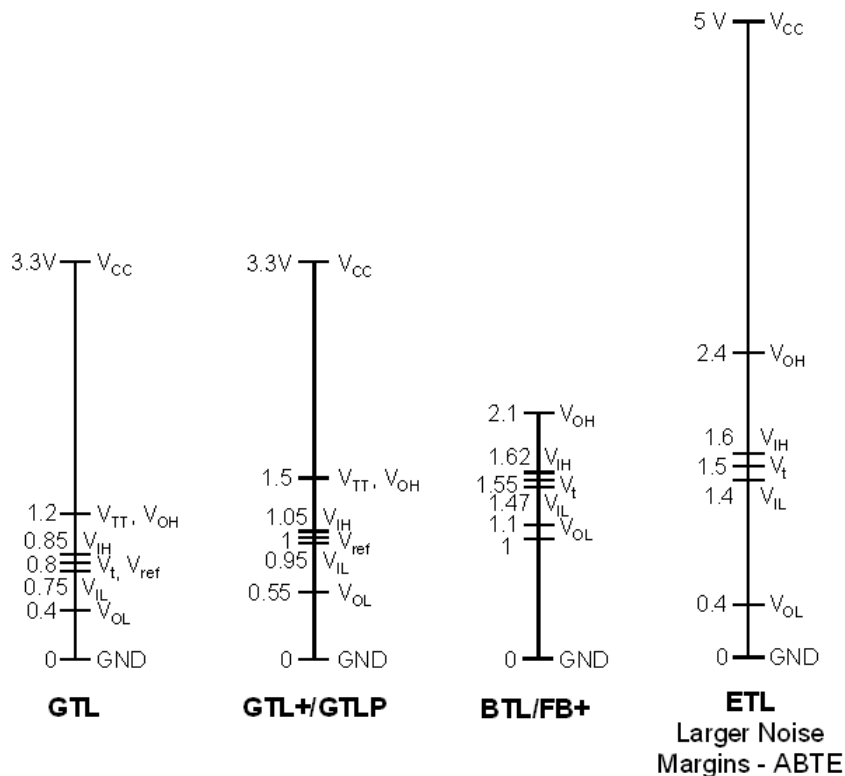 5 V VCC
3.3V VCC
3.3V VCC
2.4 VOH
2.1 VOH
1.6 VIH
1.62 VIH
1.5 VTT, VOH
1.5 Vt
1.55 Vt
1.4 VIL
1.47 VIL
1.2 VTT, VOH
1.05 VIH
1.1 VOL
0.85 VIH
1 Vref
1
0.8 Vt, Vref
0.95 VIL
0.75 VIL
0.55 VOL
0.4 VOL
0.4 VOL
0 GND
0 GND
0 GND
0 GND
GTL
GTL+/GTLP
BTL/FB+
ETL
Larger Noise
Margins - ABTE